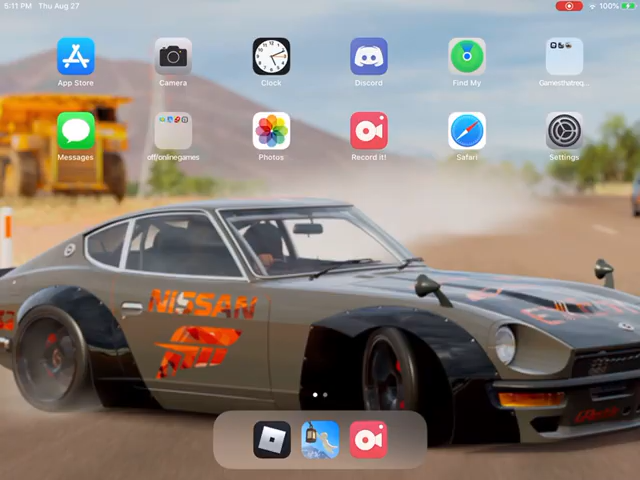 5:11 PM Thu Aug 27
100%
App Store
Camera
Clock
Discord
Find My
Gamesthatreq...
Messages
off/onlinegames
Photos
Record it!
Safari
Settings
NISSAN